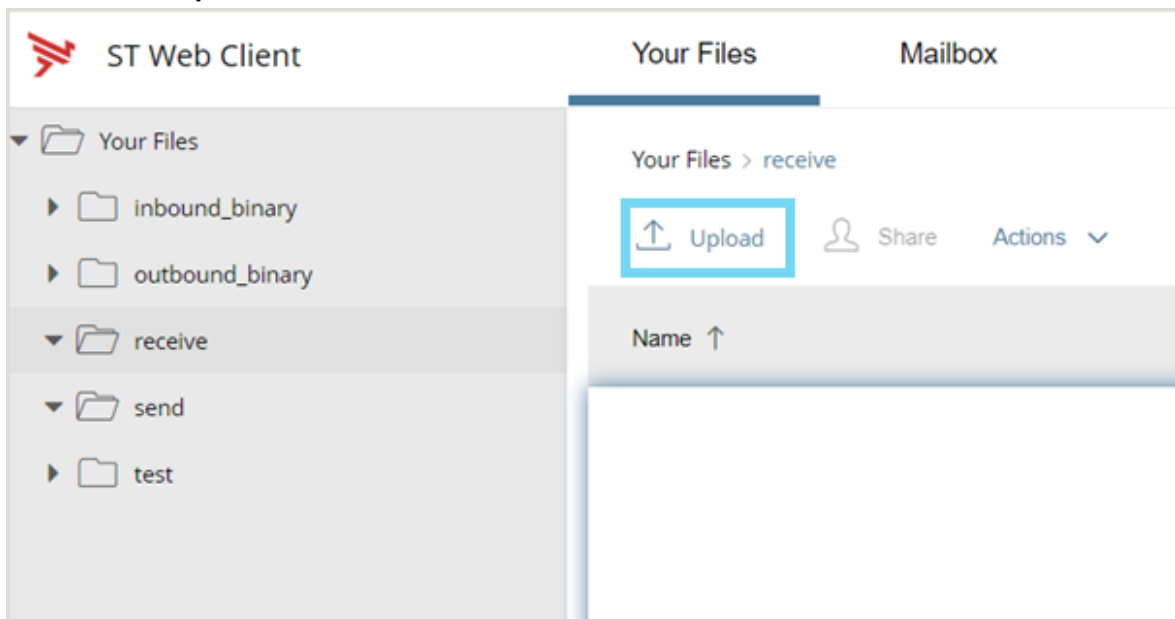 ST Web Client
Your Files
Mailbox
Your Files
inbound_binary
outbound_binary
receive
send
test
Your Files > receive
Upload
Share
Actions
Name ↑